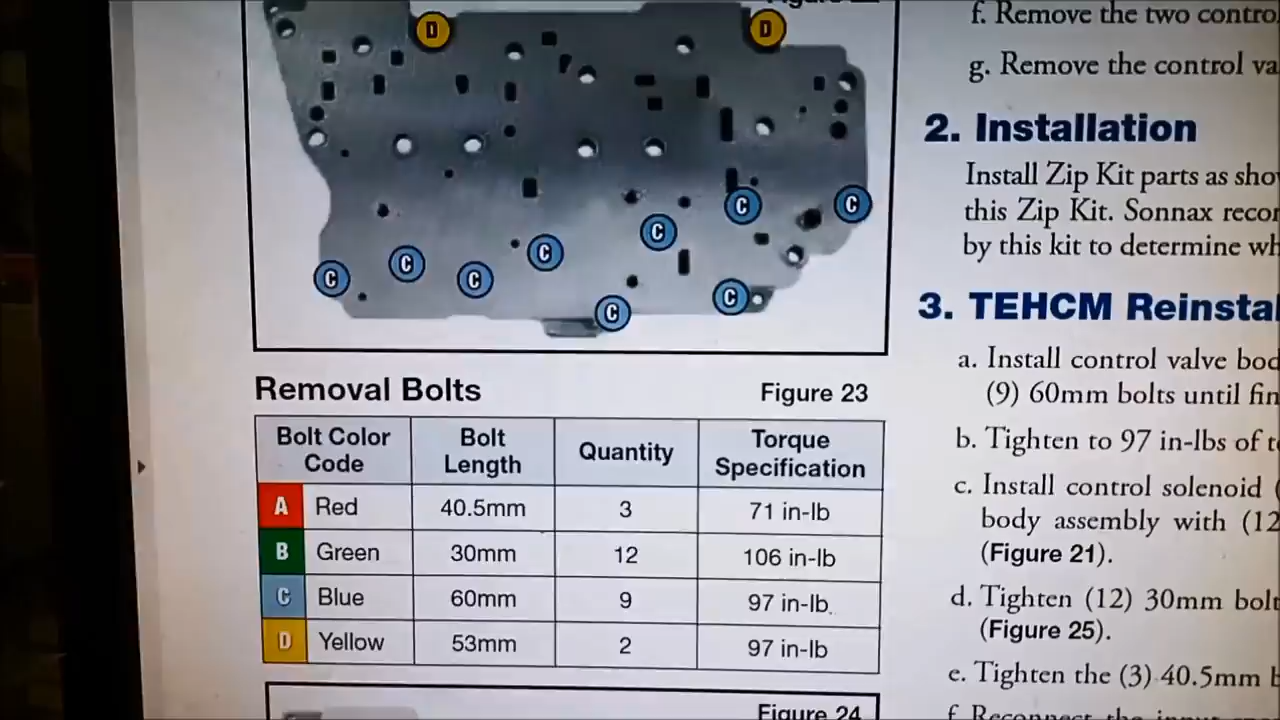 D
D
C
C
C
C
C
C
C
C
C
Removal Bolts
Figure 23
Bolt Color Code
Bolt Length
Quantity
Torque Specification
A Red 40.5mm 3 71 in-lb
B Green 30mm 12 106 in-lb
C Blue 60mm 9 97 in-lb
D Yellow 53mm 2 97 in-lb
Figure 24
f. Remove the two contro
g. Remove the control va
2. Installation
Install Zip Kit parts as sho
this Zip Kit. Sonnax recor
by this kit to determine wh
3. TEHCM Reinstal
a. Install control valve bod
(9) 60mm bolts until fin
b. Tighten to 97 in-lbs of to
c. Install control solenoid (
body assembly with (12
(Figure 21).
d. Tighten (12) 30mm bolt
(Figure 25).
e. Tighten the (3) 40.5mm b
f. Reconnect the